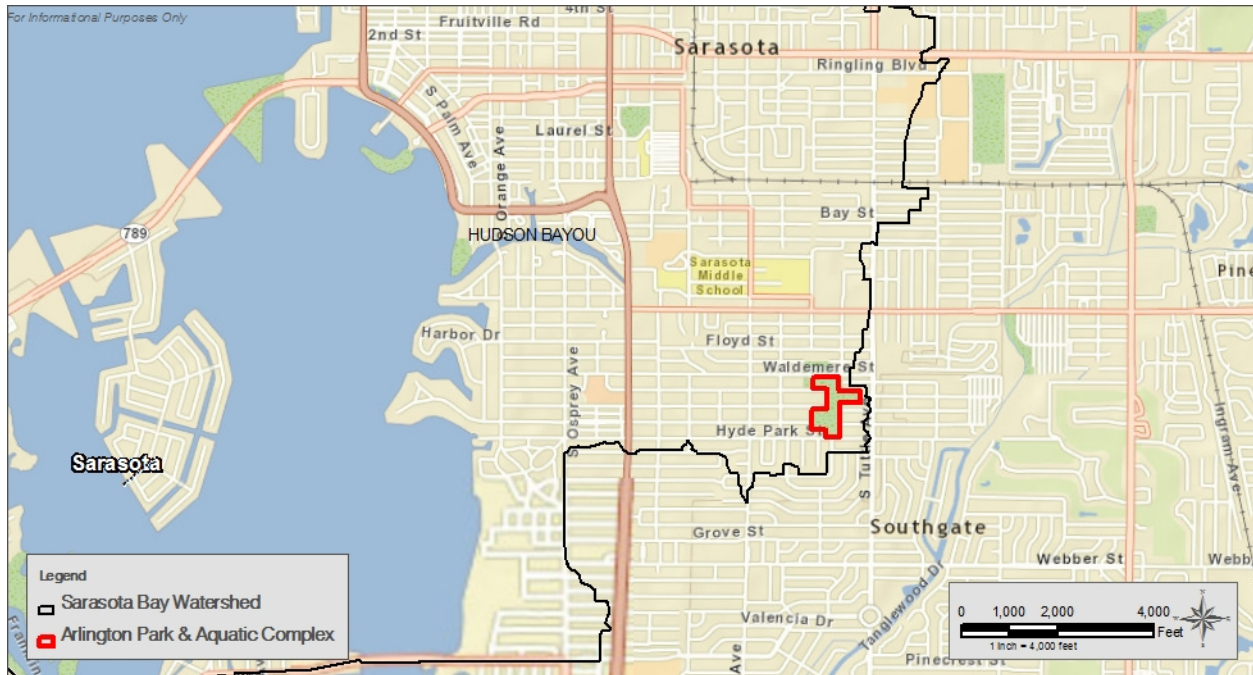 For Informational Purposes Only
Fruitville Rd
4th St
2nd St
Sarasota
Ringling Blvd
S Palm Ave
Orange Ave
Laurel St
Bay St
HUDSON BAYOU
789
Sarasota
Middle
School
Pine
Harbor Dr
Floyd St
Waldemere St
S Osprey Ave
Hyde Park St
S Tuttle Ave
Ingram Ave
Sarasota
Grove St
Southgate
Webber St
Webb
Tanglewood Dr
Valencia Dr
Pinecrest St
Ave
Legend
Sarasota Bay Watershed
Arlington Park & Aquatic Complex
0 1,000 2,000 4,000
Feet
1 Inch = 4,000 feet